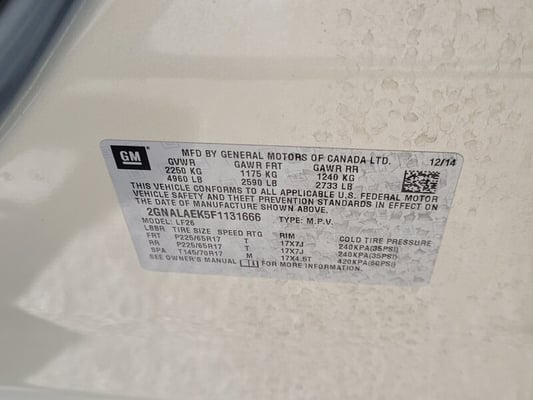 GM
MFD BY GENERAL MOTORS OF CANADA LTD.
GVWR GAWR FRT GAWR RR 12/14
2250 KG 1175 KG 1240 KG
4960 LB 2590 LB 2733 LB
THIS VEHICLE CONFORMS TO ALL APPLICABLE U.S. FEDERAL MOTOR
VEHICLE SAFETY AND THEFT PREVENTION STANDARDS IN EFFECT ON
THE DATE OF MANUFACTURE SHOWN ABOVE.
2GNALAEK5F1131666 TYPE: M.P.V.
MODEL: LF26
LBBR TIRE SIZE SPEED RTG RIM COLD TIRE PRESSURE
FRT P225/65R17 T 17X7J 240KPA(35PSI)
RR P225/65R17 T 17X7J 240KPA(35PSI)
SPA T145/70R17 M 17X4.5T 420KPA(60PSI)
SEE OWNER'S MANUAL